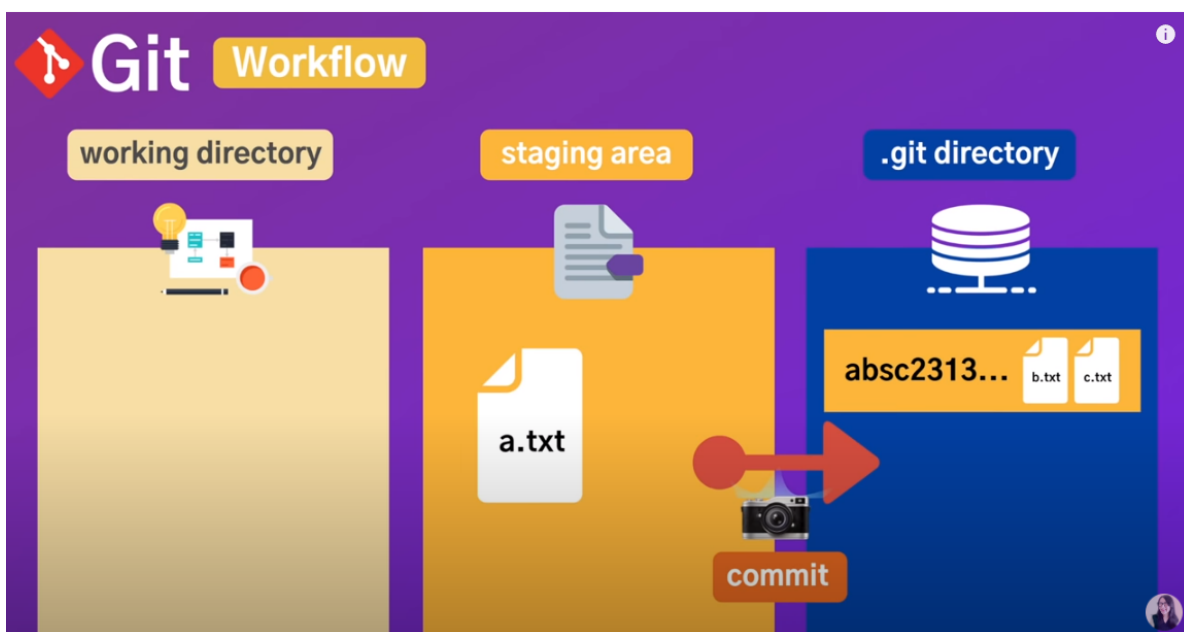 Git Workflow
working directory
staging area
.git directory
absc2313... b.txt c.txt
a.txt
commit